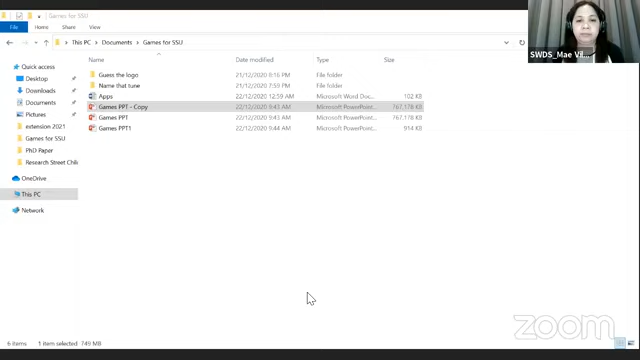 Games for SSU
File
Home
Share
View
This PC > Documents > Games for SSU
Name
Date modified
Type
Size
Quick access
Desktop
Downloads
Documents
Pictures
extension 2021
Games for SSU
PhD Paper
Research Street Chil
OneDrive
This PC
Network
Guess the logo 21/12/2020 8:16 PM File folder
Name that tune 21/12/2020 7:59 PM File folder
Apps 22/12/2020 12:59 AM Microsoft Word Doc... 102 KB
Games PPT - Copy 22/12/2020 9:43 AM Microsoft PowerPoint... 767,178 KB
Games PPT 22/12/2020 9:43 AM Microsoft PowerPoint... 767,178 KB
Games PPT1 22/12/2020 9:44 AM Microsoft PowerPoint... 914 KB
SWDS_Mae Vil...
zoom
6 items 1 item selected 749 MB